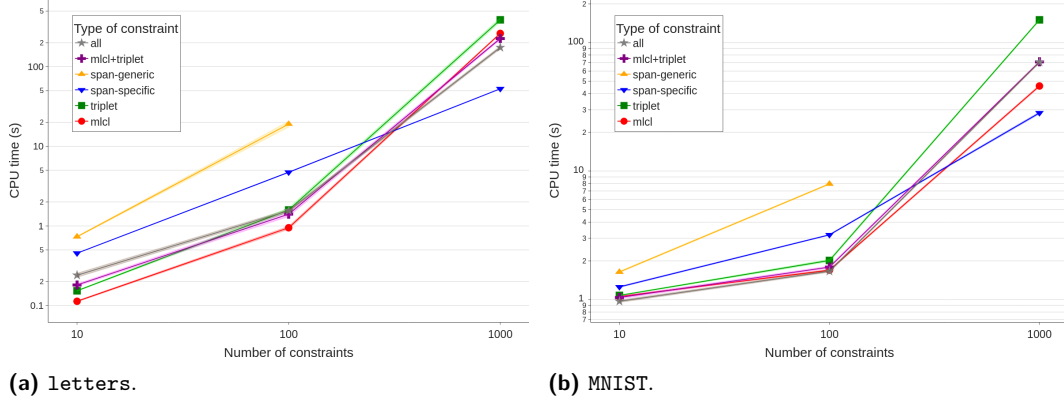 Type of constraint
all
mlcl+triplet
span-generic
span-specific
triplet
mlcl
CPU time (s)
5
2
100
5
2
10
5
2
1
5
2
0.1
10
100
1000
Number of constraints
(a) letters.
Type of constraint
all
mlcl+triplet
span-generic
span-specific
triplet
mlcl
CPU time (s)
2
100
9
8
7
6
5
4
3
2
10
9
8
7
6
5
4
3
2
1
9
8
7
10
100
1000
Number of constraints
(b) MNIST.